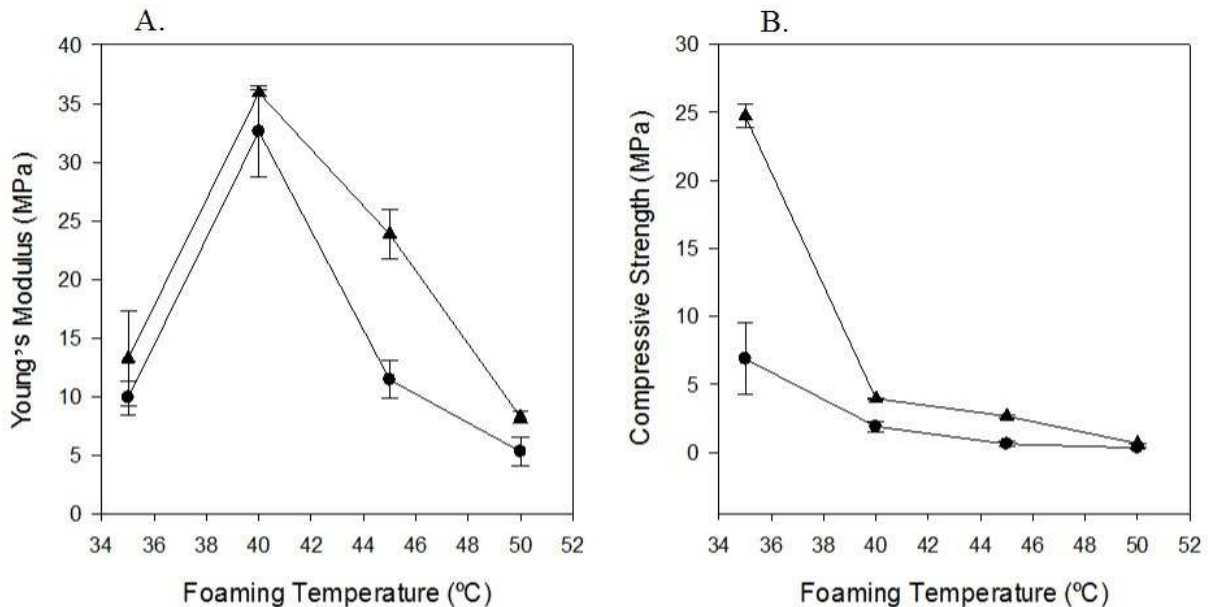 A.
40
35
30
25
20
15
10
5
0
Young's Modulus (MPa)
34 36 38 40 42 44 46 48 50 52
Foaming Temperature (ºC)
B.
30
25
20
15
10
5
0
Compressive Strength (MPa)
34 36 38 40 42 44 46 48 50 52
Foaming Temperature (ºC)